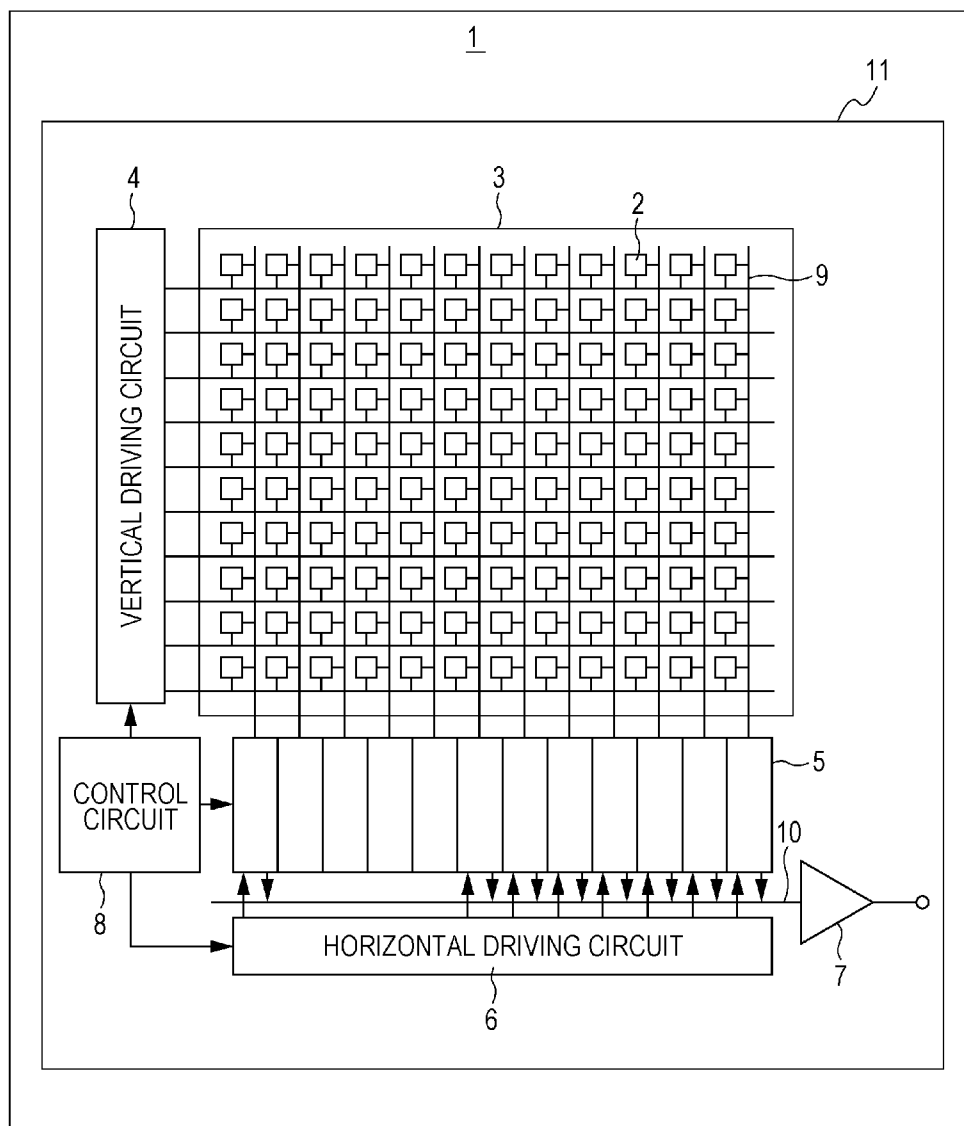 1
11
4
3
2
9
VERTICAL DRIVING CIRCUIT
5
CONTROL
CIRCUIT
10
8
HORIZONTAL DRIVING CIRCUIT
7
6